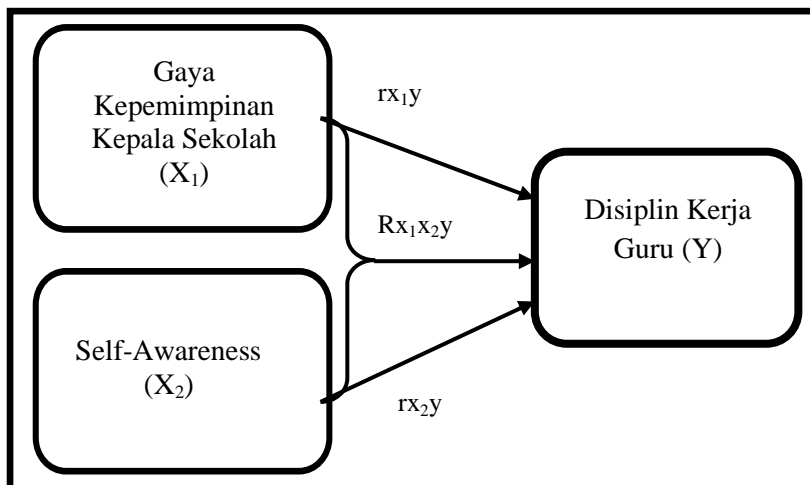 Gaya
Kepemimpinan
Kepala Sekolah
(X₁)
rx₁y
Rx₁x₂y
Disiplin Kerja
Guru (Y)
Self-Awareness
(X₂)
rx₂y